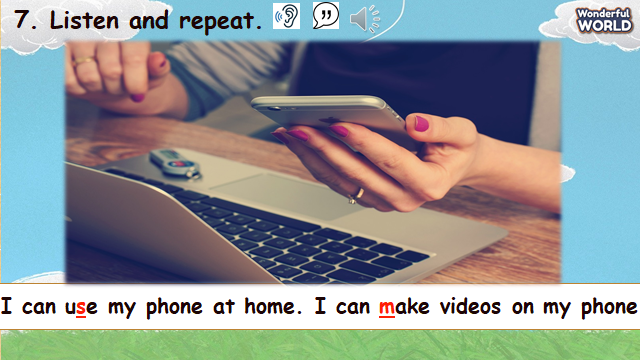 7. Listen and repeat.
Wonderful
WORLD
I can use my phone at home. I can make videos on my phone